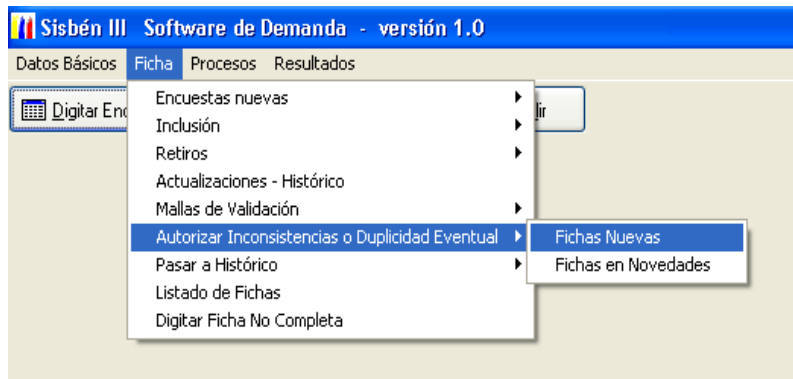 Sisbén III Software de Demanda - versión 1.0
Datos Básicos Ficha Procesos Resultados
Digitar
Encuestas nuevas
Inclusión
Retiros
Actualizaciones - Histórico
Mallas de Validación
Autorizar Inconsistencias o Duplicidad Eventual
Fichas Nuevas
Pasar a Histórico
Fichas en Novedades
Listado de Fichas
Digitar Ficha No Completa